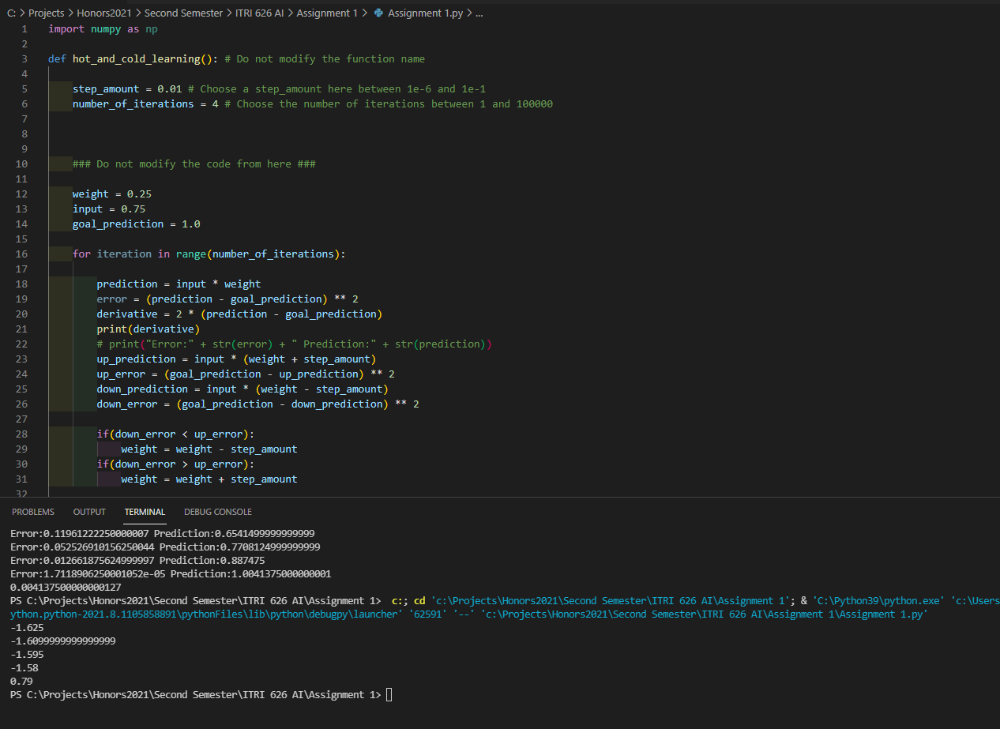 C: > Projects > Honors2021 > Second Semester > ITRI 626 AI > Assignment 1 > Assignment 1.py > ...
1 import numpy as np
2
3 def hot_and_cold_learning(): # Do not modify the function name
4
5 step_amount = 0.01 # Choose a step_amount here between 1e-6 and 1e-1
6 number_of_iterations = 4 # Choose the number of iterations between 1 and 100000
7
8
9
10 ### Do not modify the code from here ###
11
12 weight = 0.25
13 input = 0.75
14 goal_prediction = 1.0
15
16 for iteration in range(number_of_iterations):
17
18 prediction = input * weight
19 error = (prediction - goal_prediction) ** 2
20 derivative = 2 * (prediction - goal_prediction)
21 print(derivative)
22 # print("Error:" + str(error) + " Prediction:" + str(prediction))
23 up_prediction = input * (weight + step_amount)
24 up_error = (goal_prediction - up_prediction) ** 2
25 down_prediction = input * (weight - step_amount)
26 down_error = (goal_prediction - down_prediction) ** 2
27
28 if(down_error < up_error):
29 weight = weight - step_amount
30 if(down_error > up_error):
31 weight = weight + step_amount
32
PROBLEMS OUTPUT TERMINAL DEBUG CONSOLE
Error:0.11961222250000007 Prediction:0.6541499999999999
Error:0.052526910156250044 Prediction:0.7708124999999999
Error:0.012661875624999997 Prediction:0.887475
Error:1.7118906250001052e-05 Prediction:1.0041375000000001
0.004137500000000127
PS C:\Projects\Honors2021\Second Semester\ITRI 626 AI\Assignment 1> c:; cd 'c:\Projects\Honors2021\Second Semester\ITRI 626 AI\Assignment 1'; & 'C:\Python39\python.exe' 'c:\Users
ython.python-2021.8.1105858891\pythonFiles\lib\python\debugpy\launcher' '62591' '--' 'c:\Projects\Honors2021\Second Semester\ITRI 626 AI\Assignment 1\Assignment 1.py'
-1.625
-1.6099999999999999
-1.595
-1.58
0.79
PS C:\Projects\Honors2021\Second Semester\ITRI 626 AI\Assignment 1>